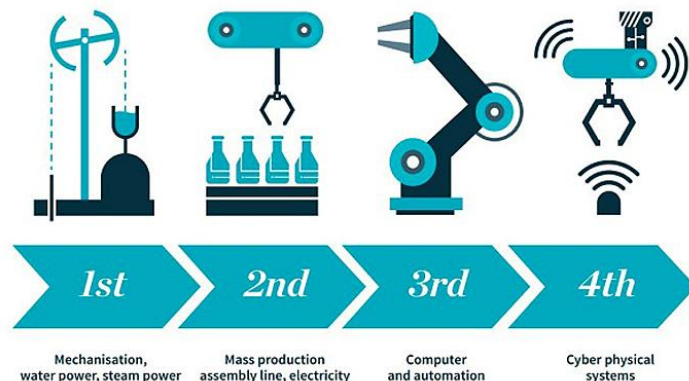 1st
2nd
3rd
4th
Mechanisation,
water power, steam power
Mass production
assembly line, electricity
Computer
and automation
Cyber physical
systems